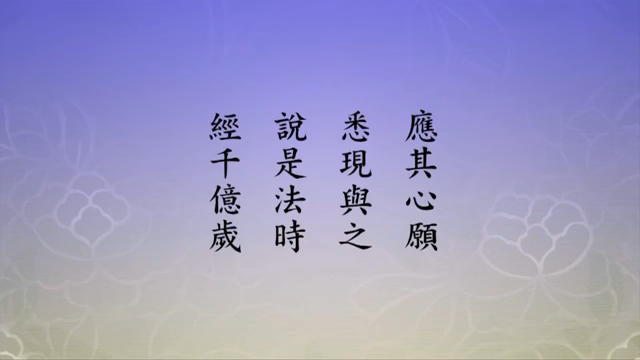 應其心願
悉現與之
說是法時
經千億歲